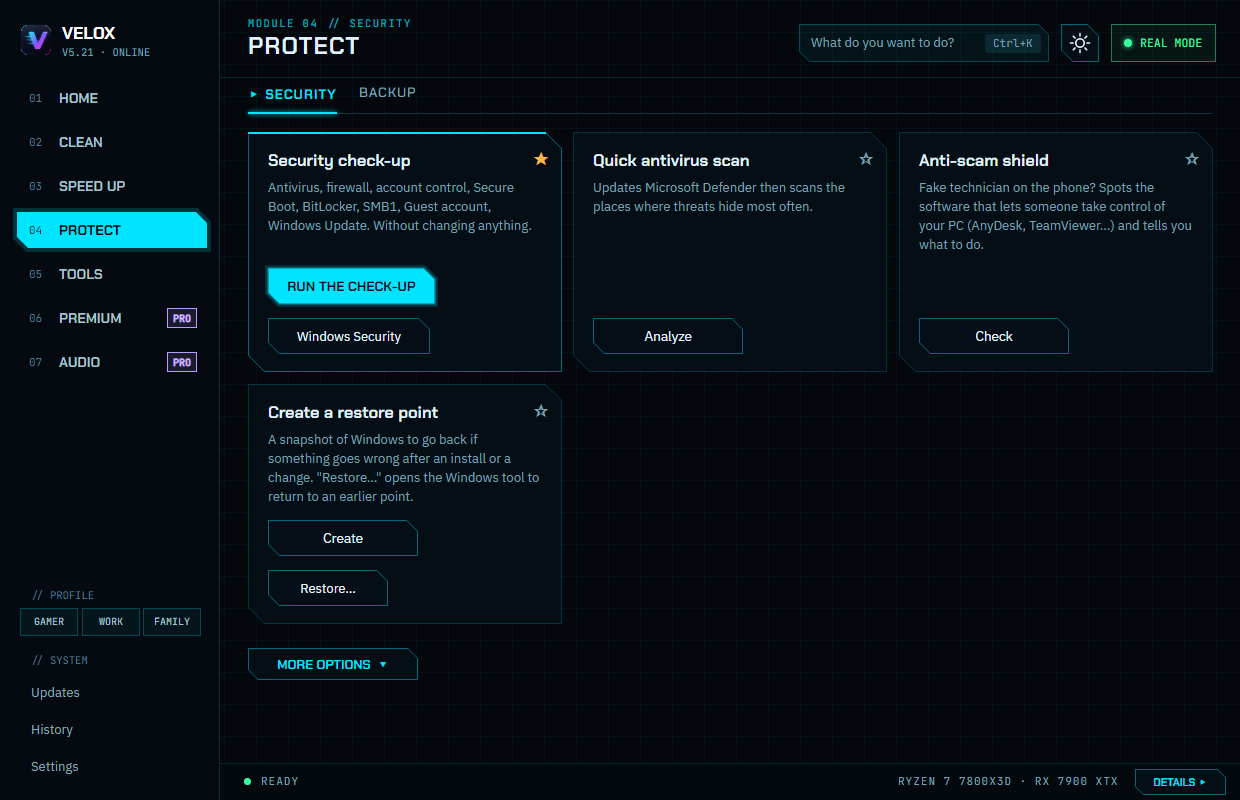 VELOX
V5.21 · ONLINE
01 HOME
02 CLEAN
03 SPEED UP
04 PROTECT
05 TOOLS
06 PREMIUM PRO
07 AUDIO PRO
// PROFILE
GAMER WORK FAMILY
// SYSTEM
Updates
History
Settings
MODULE 04 // SECURITY
PROTECT
What do you want to do? Ctrl+K
REAL MODE
► SECURITY BACKUP
Security check-up ★
Antivirus, firewall, account control, Secure
Boot, BitLocker, SMB1, Guest account,
Windows Update. Without changing anything.
RUN THE CHECK-UP
Windows Security
Quick antivirus scan ☆
Updates Microsoft Defender then scans the
places where threats hide most often.
Analyze
Anti-scam shield ☆
Fake technician on the phone? Spots the
software that lets someone take control of
your PC (AnyDesk, TeamViewer...) and tells you
what to do.
Check
Create a restore point ☆
A snapshot of Windows to go back if
something goes wrong after an install or a
change. "Restore..." opens the Windows tool to
return to an earlier point.
Create
Restore...
MORE OPTIONS ▼
READY
RYZEN 7 7800X3D · RX 7900 XTX
DETAILS ►